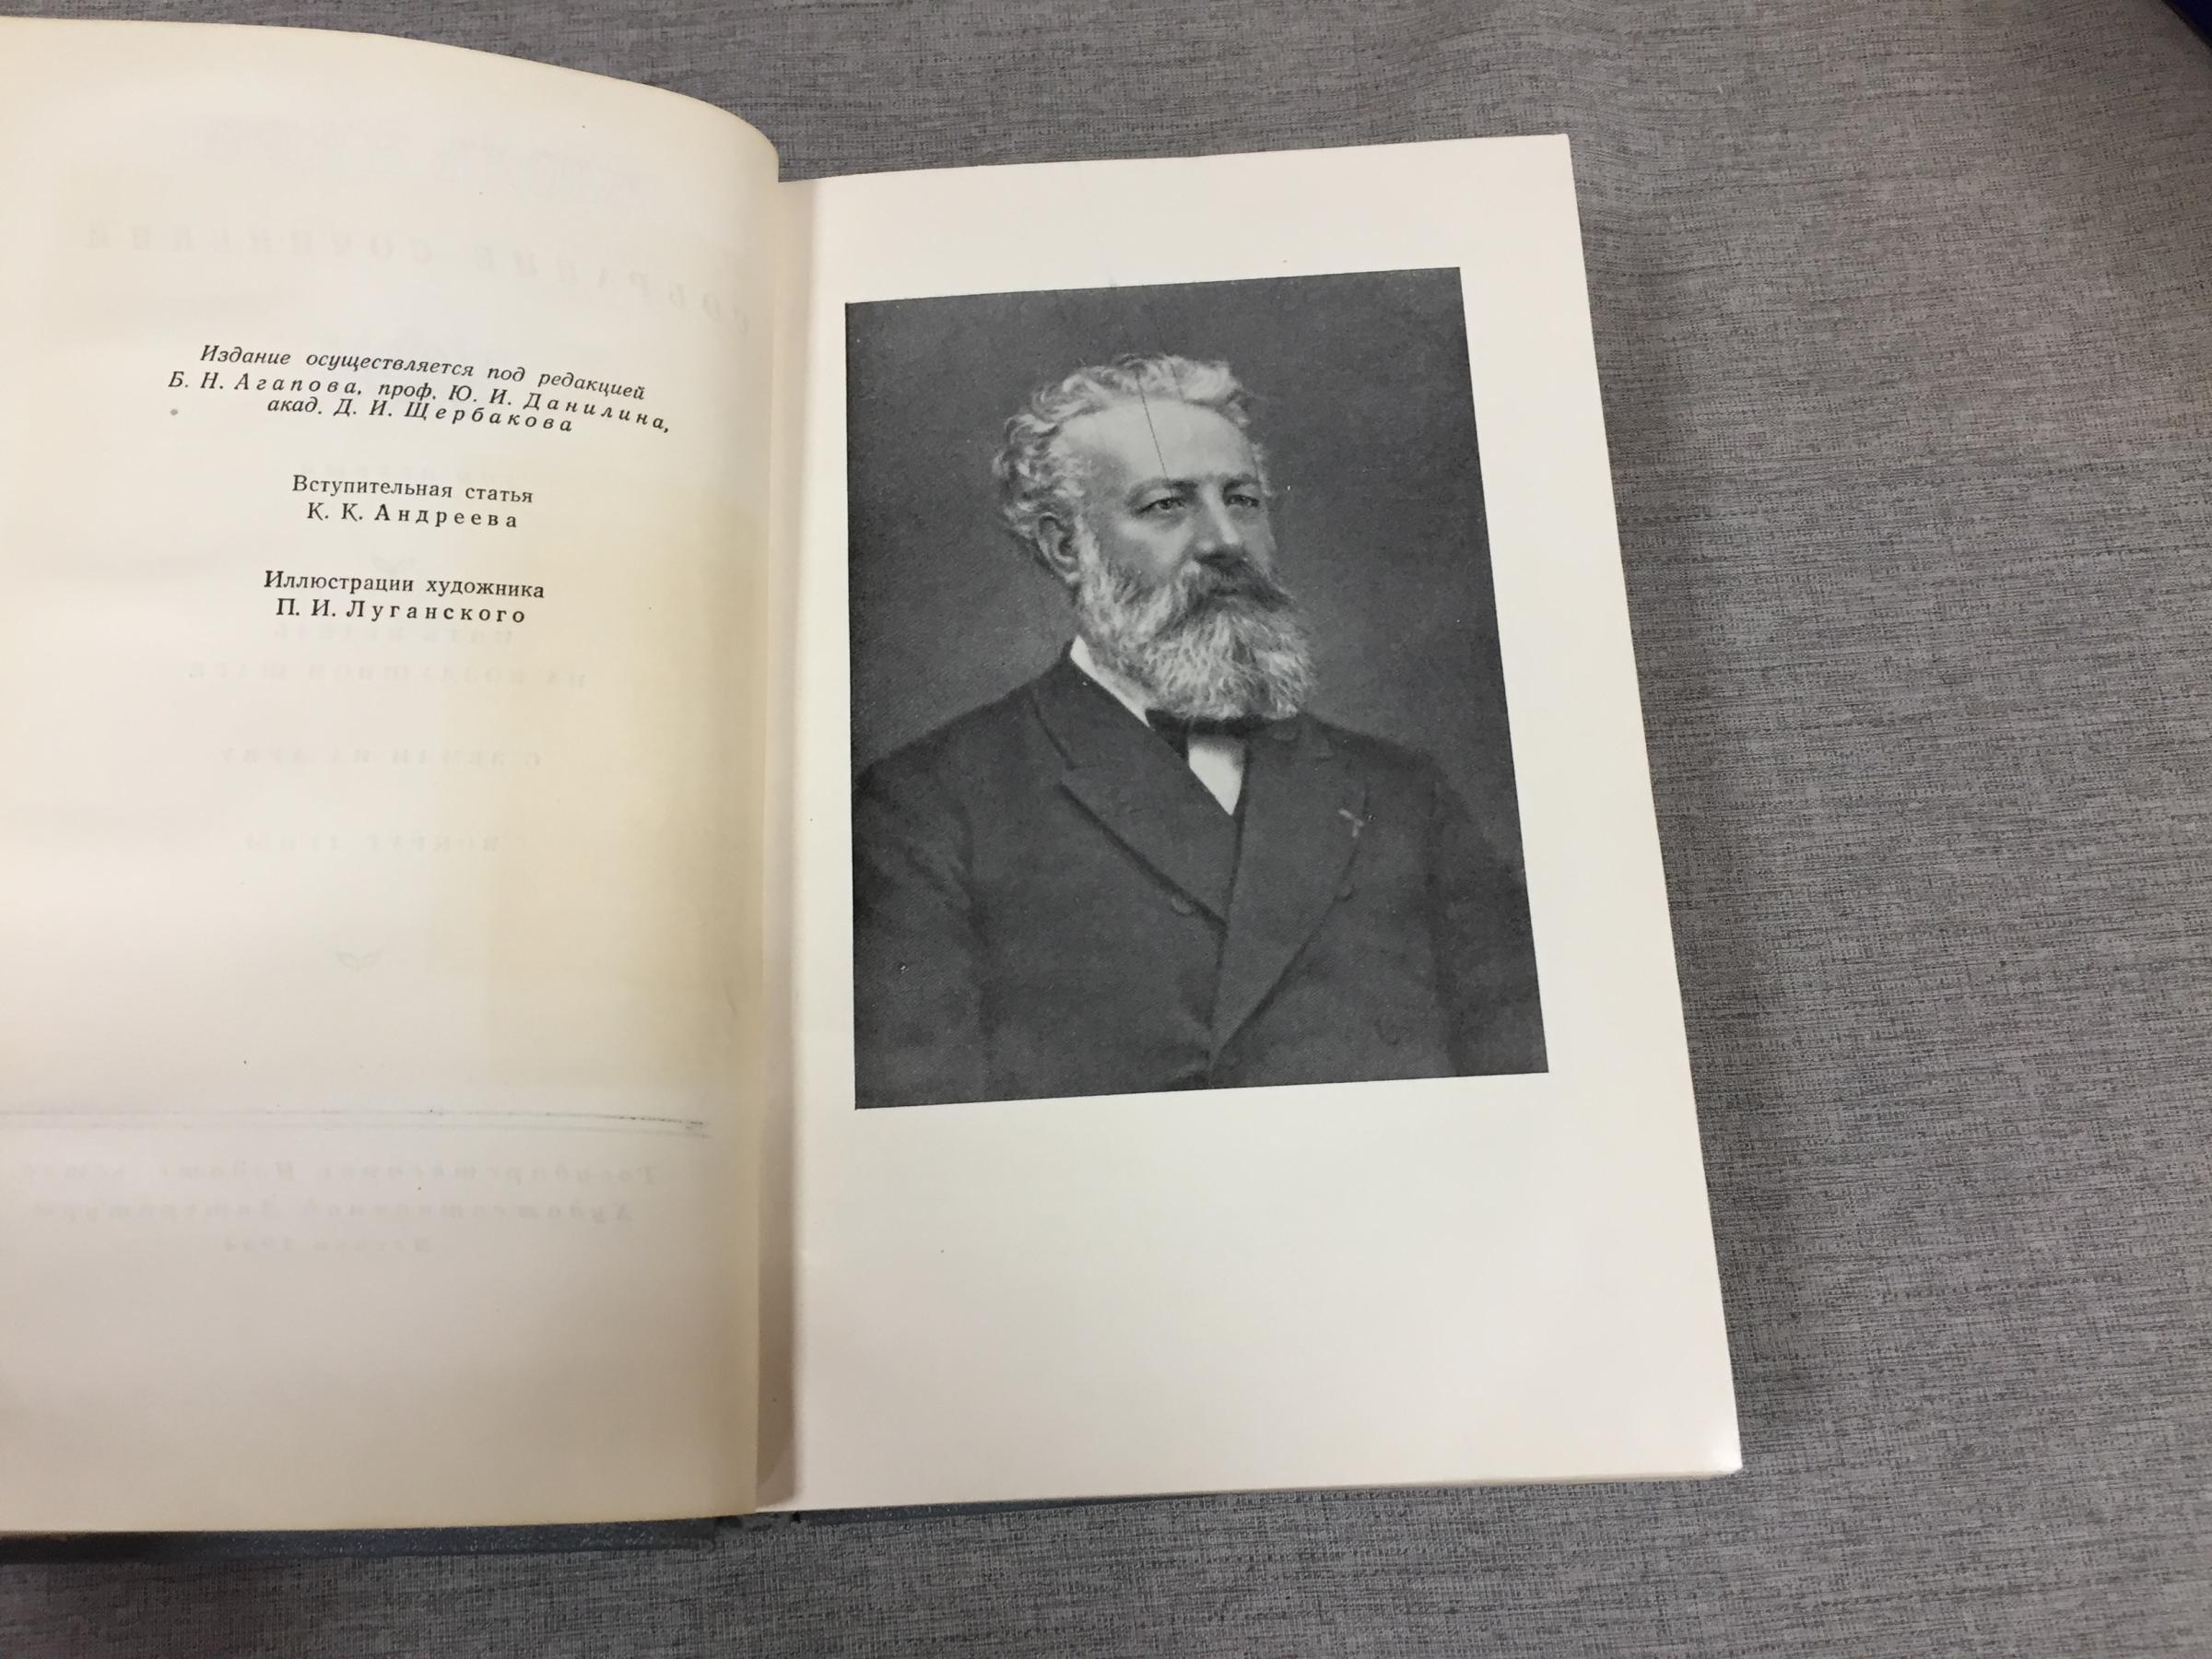 Издание осуществляется под редакцией
Б. Н. Агапова, проф. Ю. И. Данилина,
акад. Д. И. Щербакова
Вступительная статья
К. К. Андреева
Иллюстрации художника
П. И. Луганского